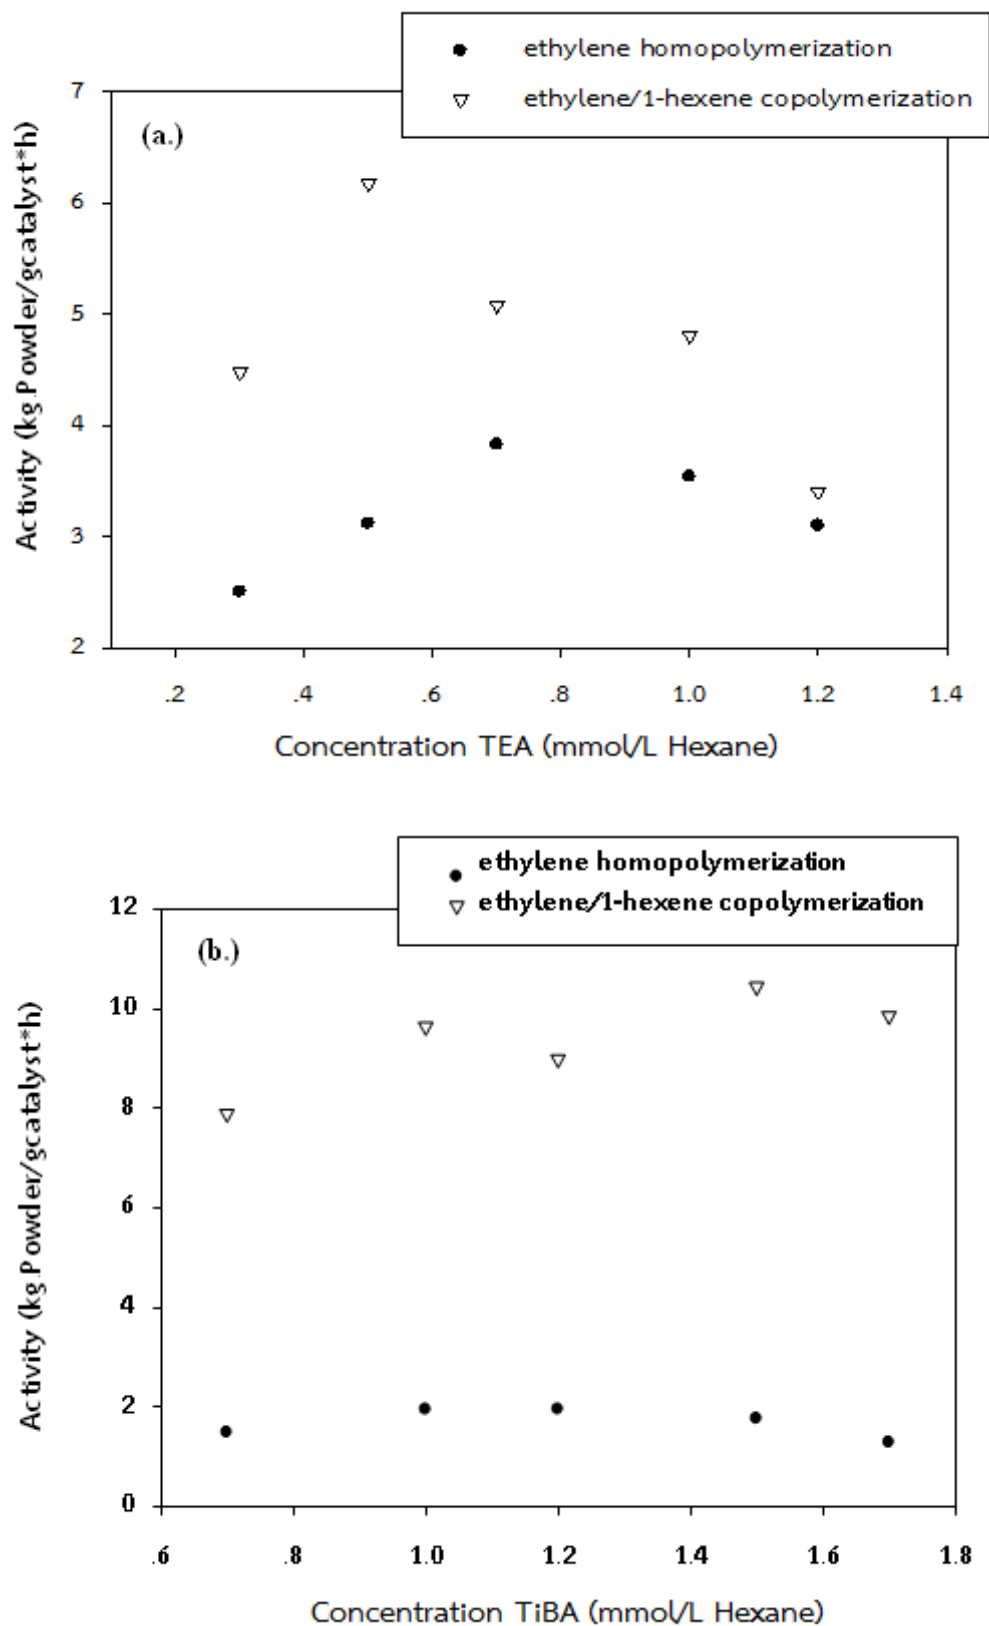 ethylene homopolymerization
ethylene/1-hexene copolymerization
(a.)
7
6
5
4
3
2
Activity (kg.Powder/gcatalyst*h)
.2 .4 .6 .8 1.0 1.2 1.4
Concentration TEA (mmol/L Hexane)
ethylene homopolymerization
ethylene/1-hexene copolymerization
(b.)
12
10
8
6
4
2
0
Activity (kg.Powder/gcatalyst*h)
.6 .8 1.0 1.2 1.4 1.6 1.8
Concentration TiBA (mmol/L Hexane)